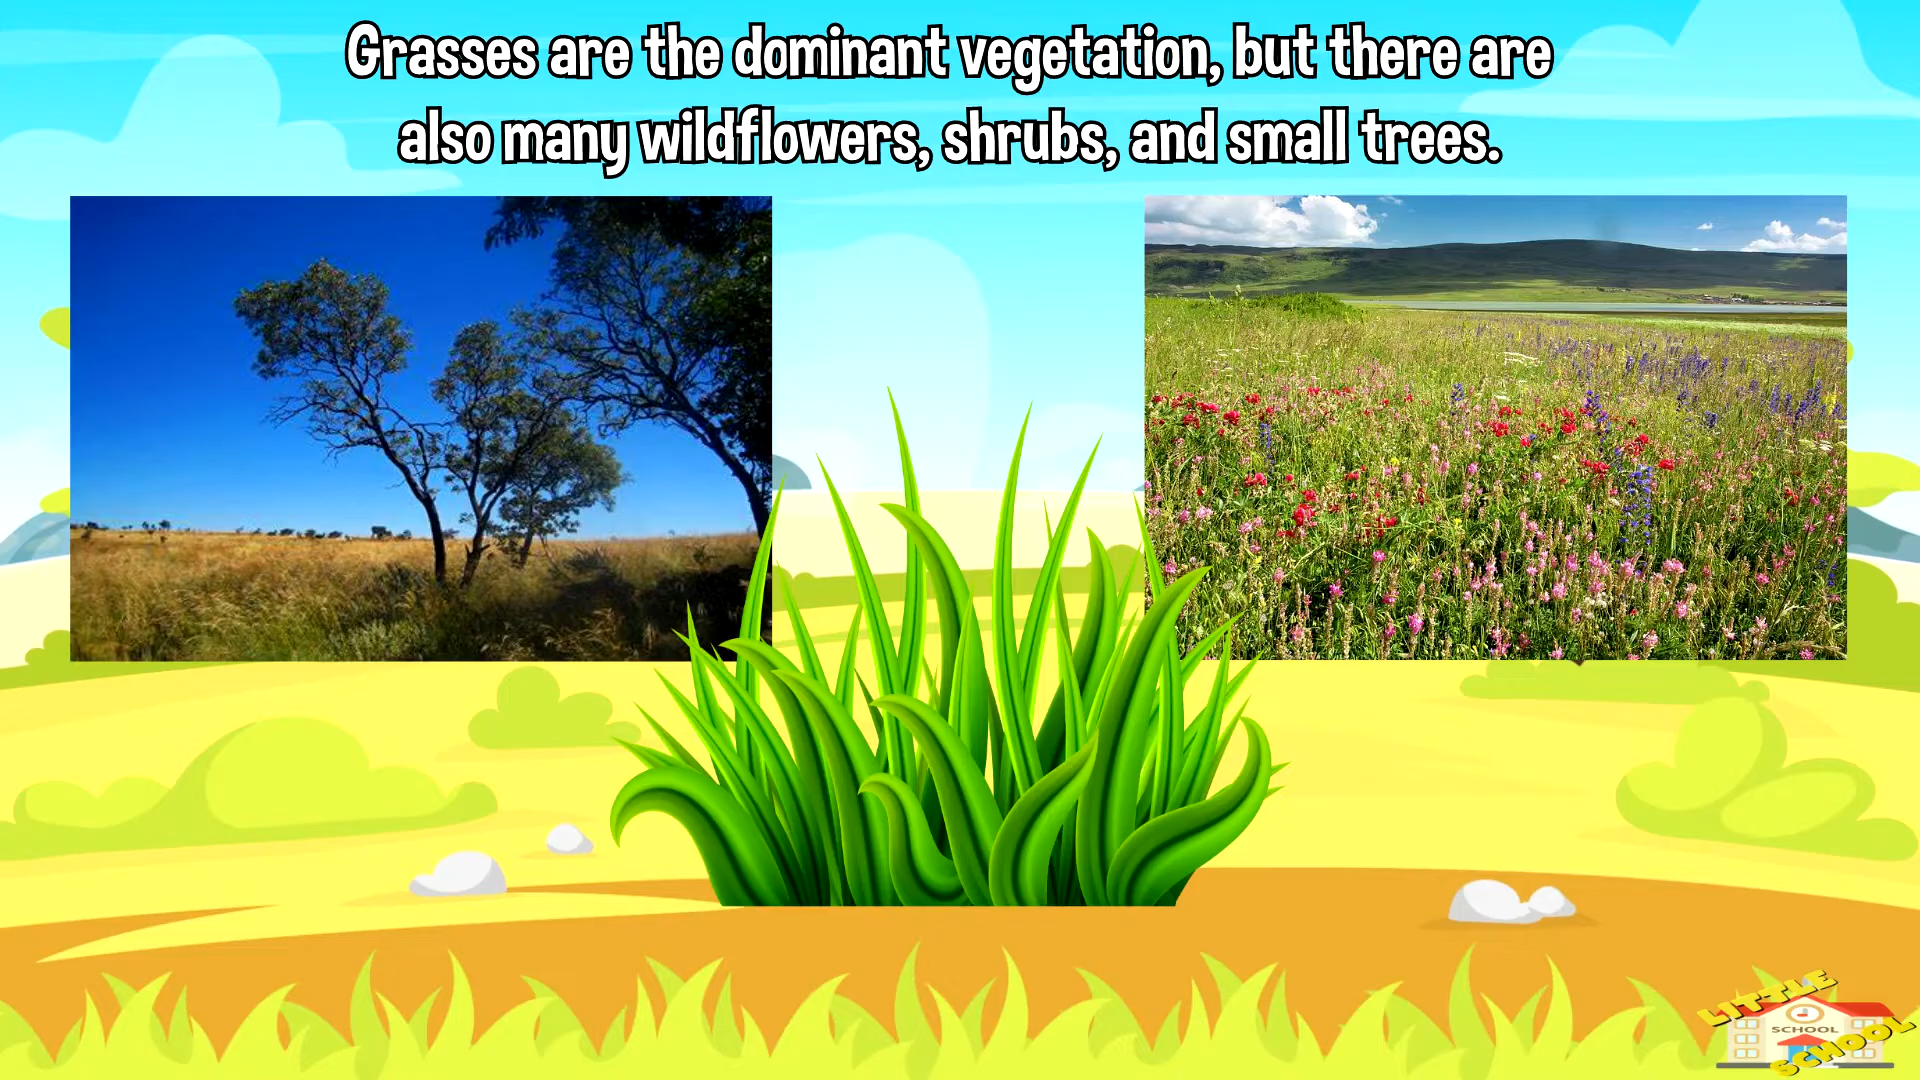 Grasses are the dominant vegetation, but there are
also many wildflowers, shrubs, and small trees.
LITTLE
SCHOOL
SCHOOL